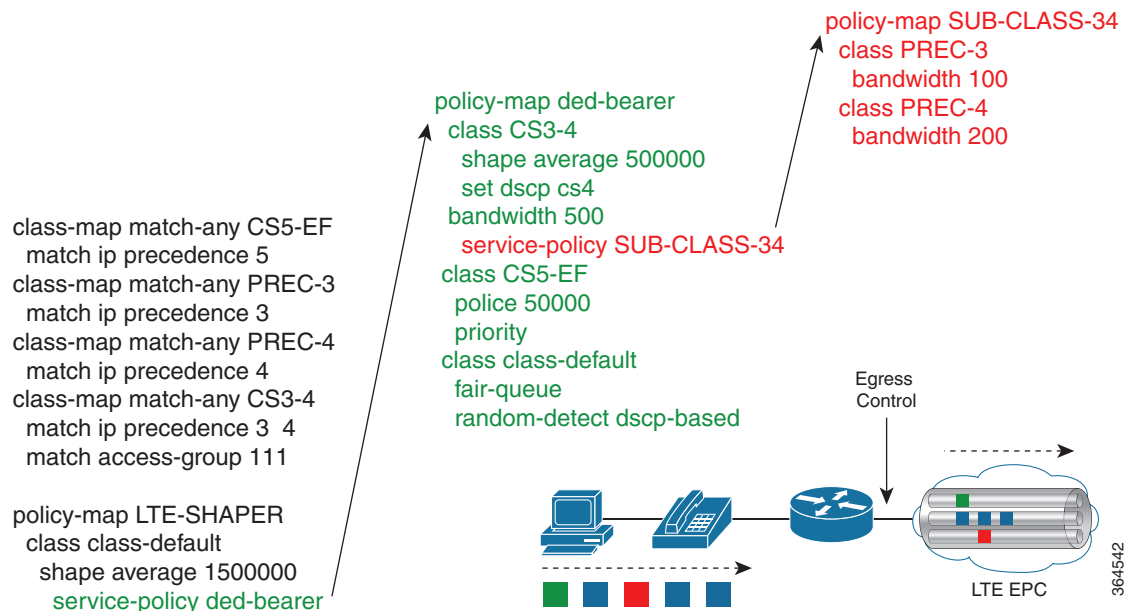 class-map match-any CS5-EF
match ip precedence 5
class-map match-any PREC-3
match ip precedence 3
class-map match-any PREC-4
match ip precedence 4
class-map match-any CS3-4
match ip precedence 3 4
match access-group 111
policy-map LTE-SHAPER
class class-default
shape average 1500000
service-policy ded-bearer
policy-map ded-bearer
class CS3-4
shape average 500000
set dscp cs4
bandwidth 500
service-policy SUB-CLASS-34
class CS5-EF
police 50000
priority
class class-default
fair-queue
random-detect dscp-based
policy-map SUB-CLASS-34
class PREC-3
bandwidth 100
class PREC-4
bandwidth 200
Egress
Control
LTE EPC
364542